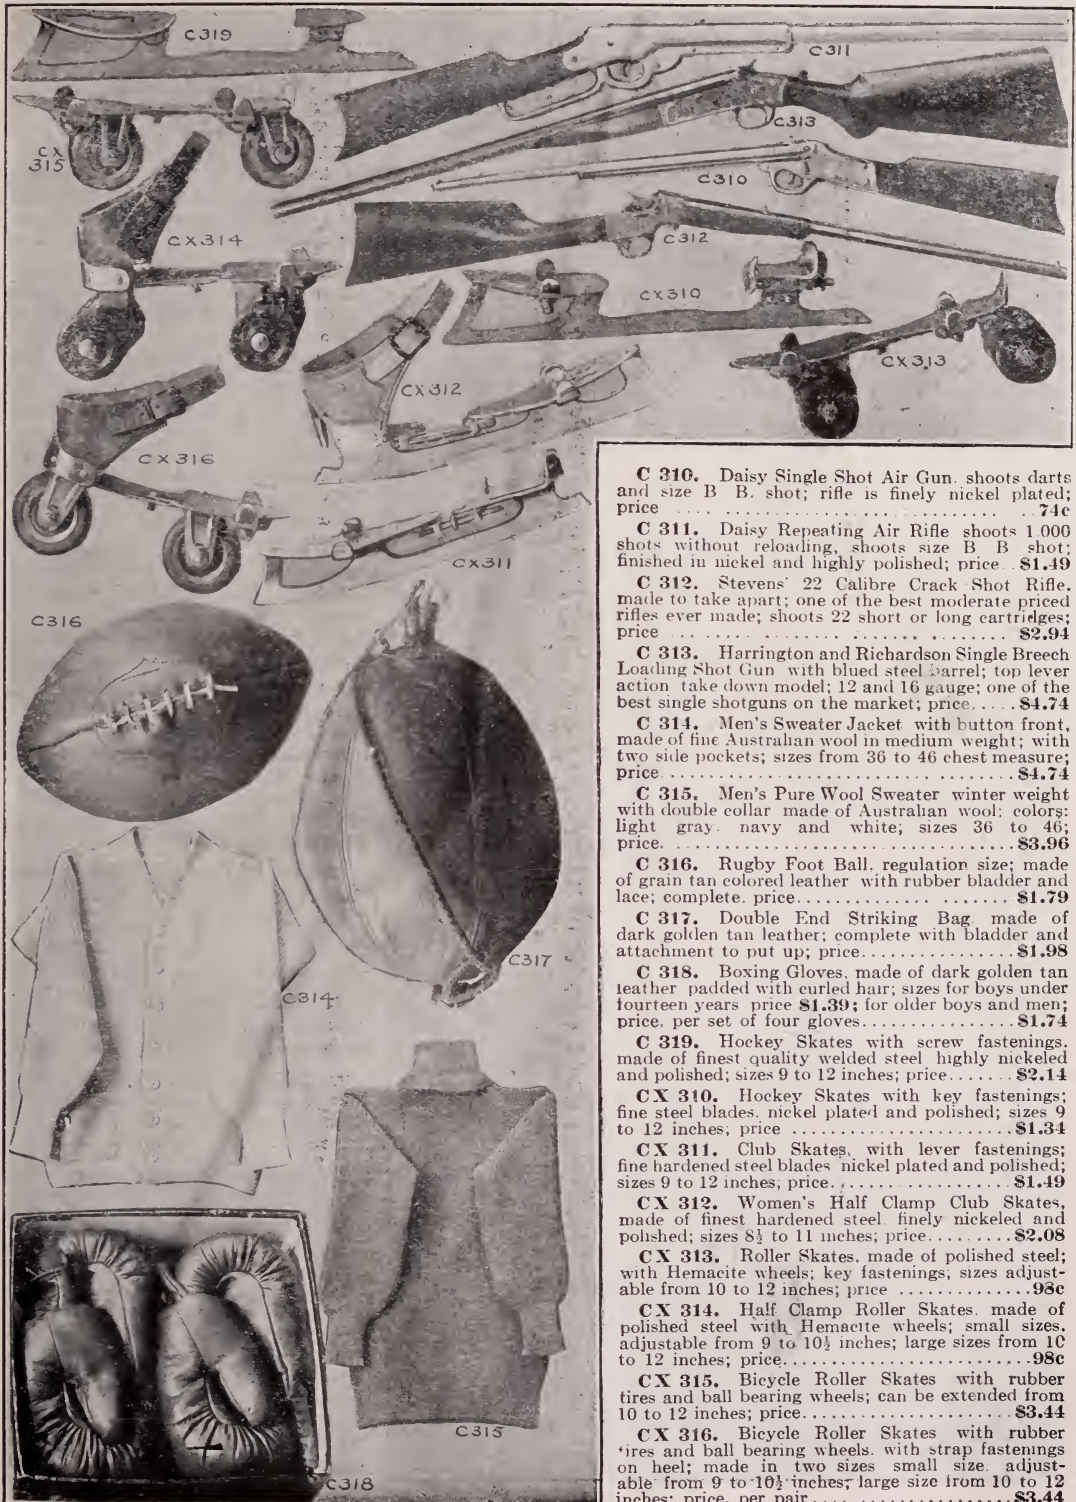 C319
C311
CX
315
C313
C310
CX314
C312
CX310
CX313
CX312
CX316
CX311
C316
C317
C314
C315
C318
C 310. Daisy Single Shot Air Gun. shoots darts
and size B B. shot; rifle is finely nickel plated;
price .... ........................... ..74c
C 311. Daisy Repeating Air Rifle shoots 1 000
shots without reloading, shoots size B B shot;
finished in nickel and highly polished; price .. $1.49
C 312. Stevens' 22 Calibre Crack Shot Rifle.
made to take apart; one of the best moderate priced
rifles ever made; shoots 22 short or long cartridges;
price ... .. . ....... ...... . ........ $2.94
C 313. Harrington and Richardson Single Breech
Loading Shot Gun with blued steel barrel; top lever
action take down model; 12 and 16 gauge; one of the
best single shotguns on the market; price.....$4.74
C 314. Men's Sweater Jacket with button front,
made of fine Australian wool in medium weight; with
two side pockets; sizes from 36 to 46 chest measure;
price..................................$4.74
C 315. Men's Pure Wool Sweater winter weight
with double collar made of Australian wool; colors:
light gray. navy and white; sizes 36 to 46;
price. .................................$3.96
C 316. Rugby Foot Ball, regulation size; made
of grain tan colored leather with rubber bladder and
lace; complete. price............. .......$1.79
C 317. Double End Striking Bag made of
dark golden tan leather; complete with bladder and
attachment to put up; price...............$1.98
C 318. Boxing Gloves, made of dark golden tan
leather padded with curled hair; sizes for boys under
fourteen years price $1.39; for older boys and men;
price, per set of four gloves...............$1.74
C 319. Hockey Skates with screw fastenings.
made of finest quality welded steel highly nickeled
and polished; sizes 9 to 12 inches; price.......$2.14
CX 310. Hockey Skates with key fastenings;
fine steel blades. nickel plated and polished; sizes 9
to 12 inches; price ......................$1.34
CX 311. Club Skates, with lever fastenings;
fine hardened steel blades nickel plated and polished;
sizes 9 to 12 inches; price..................$1.49
CX 312. Women's Half Clamp Club Skates,
made of finest hardened steel finely nickeled and
polished; sizes 8½ to 11 inches; price.........$2.08
CX 313. Roller Skates, made of polished steel;
with Hemacite wheels; key fastenings; sizes adjust-
able from 10 to 12 inches; price .............98c
CX 314. Half Clamp Roller Skates. made of
polished steel with Hemacite wheels; small sizes.
adjustable from 9 to 10½ inches; large sizes from 10
to 12 inches; price........................98c
CX 315. Bicycle Roller Skates with rubber
tires and ball bearing wheels; can be extended from
10 to 12 inches; price.....................$3.44
CX 316. Bicycle Roller Skates with rubber
tires and ball bearing wheels. with strap fastenings
on heel; made in two sizes small size. adjust-
able from 9 to 10½ inches; large size from 10 to 12
inches; price, per pair....................$3.44